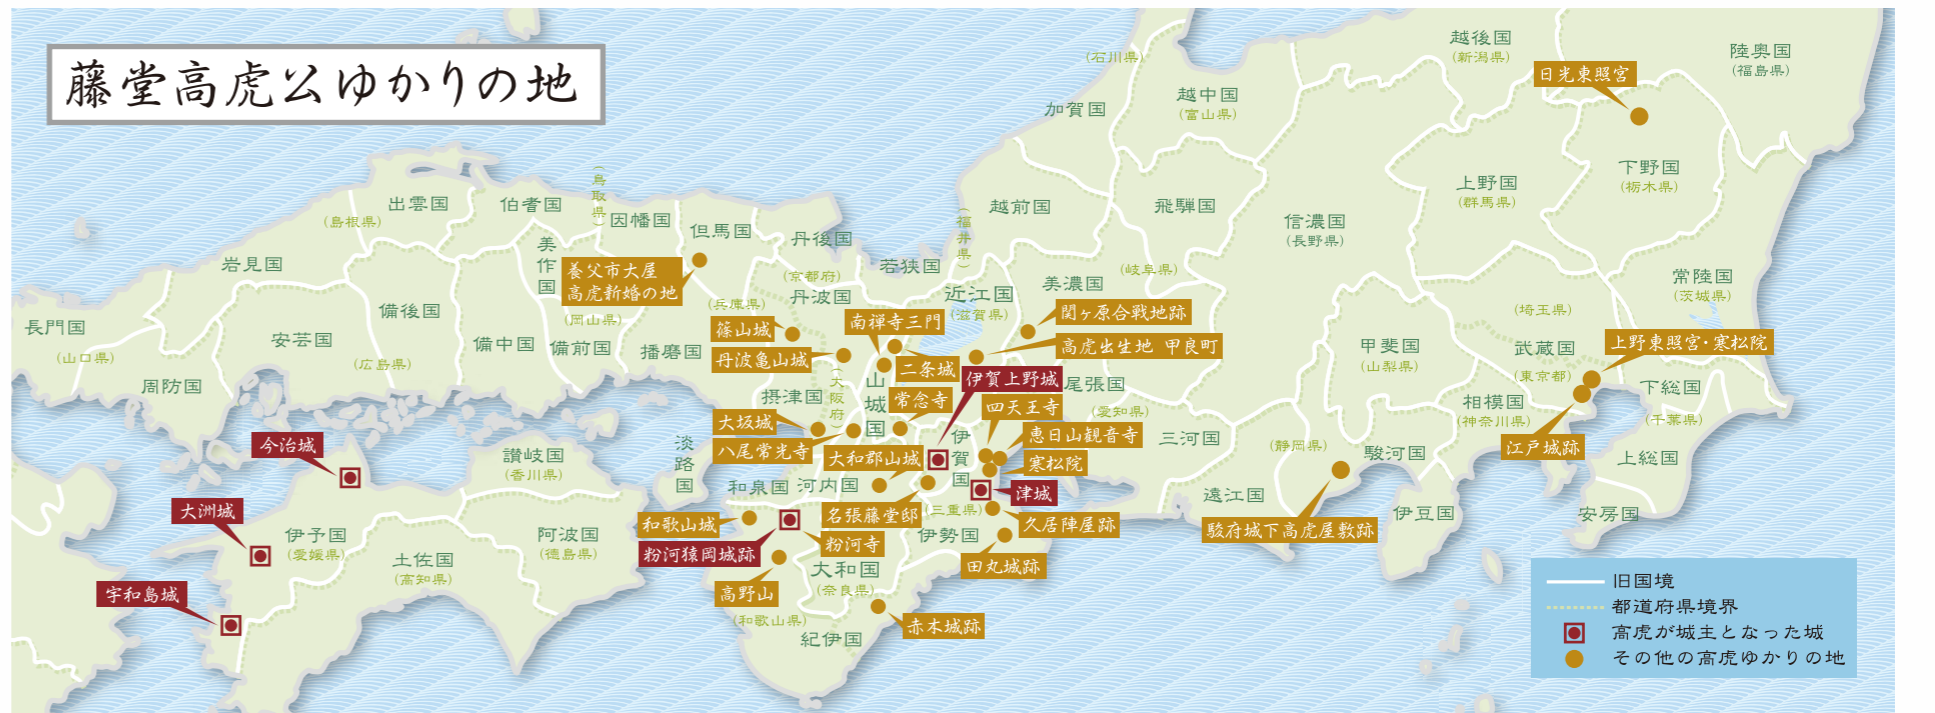 藤堂高虎公ゆかりの地
長門国
(山口県)
周防国
岩見国
(島根県)
出雲国
安芸国
(広島県)
備後国
伯耆国
(鳥取県)
因幡国
美作国
(岡山県)
備中国
備前国
但馬国
養父市大屋
高虎新婚の地
(兵庫県)
播磨国
丹後国
(京都府)
丹波国
若狭国
(福井県)
越前国
加賀国
(石川県)
越中国
(富山県)
飛騨国
(岐阜県)
美濃国
近江国
(滋賀県)
篠山城
丹波亀山城
南禅寺三門
二条城
関ヶ原合戦地跡
高虎出生地 甲良町
伊賀上野城
尾張国
(愛知県)
摂津国
(大阪府)
山城国
常念寺
四天王寺
大坂城
八尾常光寺
大和郡山城
恵日山観音寺
寒松院
伊賀国
津城
淡路国
和泉国
河内国
名張藤堂邸
(三重県)
久居陣屋跡
和歌山城
粉河猿岡城跡
粉河寺
伊勢国
田丸城跡
高野山
大和国
(奈良県)
(和歌山県)
赤木城跡
紀伊国
今治城
大洲城
宇和島城
伊予国
(愛媛県)
讃岐国
(香川県)
阿波国
(徳島県)
土佐国
(高知県)
越後国
(新潟県)
陸奥国
(福島県)
日光東照宮
下野国
(栃木県)
上野国
(群馬県)
信濃国
(長野県)
常陸国
(茨城県)
(埼玉県)
武蔵国
(東京都)
上野東照宮・寒松院
甲斐国
(山梨県)
相模国
(神奈川県)
江戸城跡
下総国
(千葉県)
上総国
安房国
三河国
(静岡県)
遠江国
駿河国
駿府城下高虎屋敷跡
伊豆国
旧国境
都道府県境界
高虎が城主となった城
その他の高虎ゆかりの地